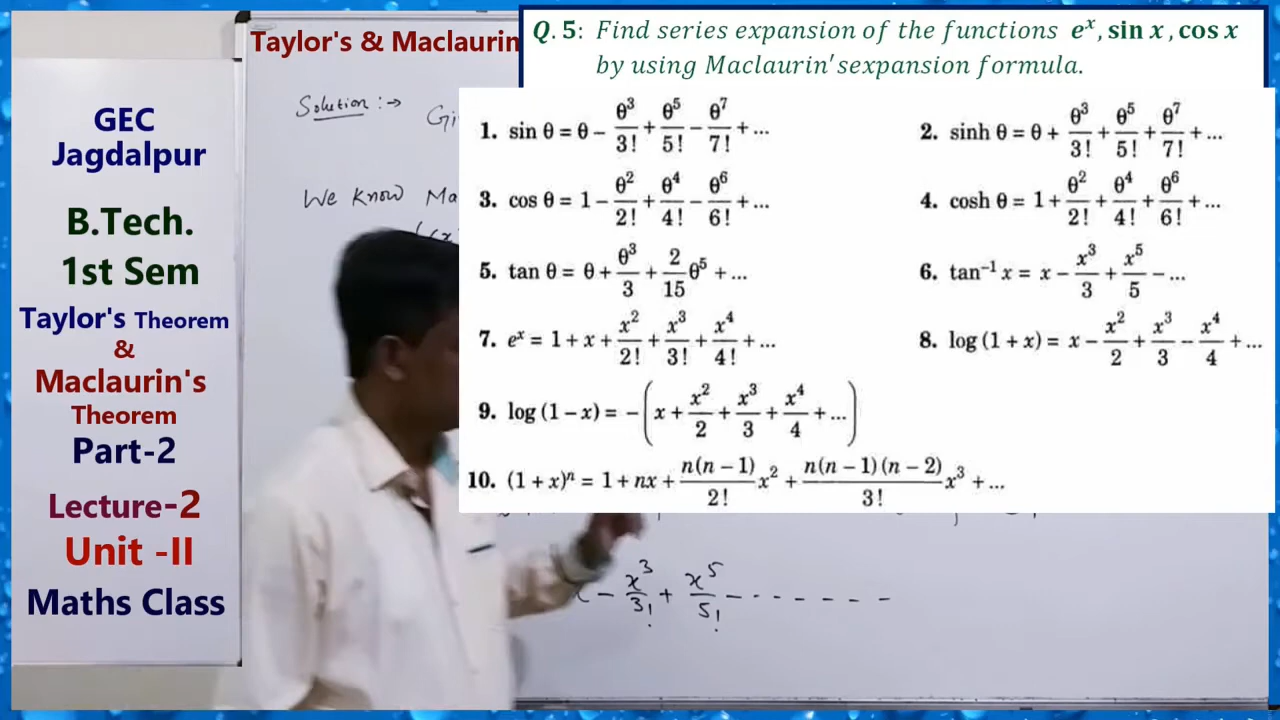 GEC
Jagdalpur
B.Tech.
1st Sem
Taylor's Theorem
&
Maclaurin's
Theorem
Part-2
Lecture-2
Unit -II
Maths Class
Taylor's & Maclaurin
Q. 5: Find series expansion of the functions e^x, sin x , cos x
by using Maclaurin'sexpansion formula.
Solution :→
Gi
We know Ma
1. sin θ = θ − θ³/3! + θ⁵/5! − θ⁷/7! + ...
2. sinh θ = θ + θ³/3! + θ⁵/5! + θ⁷/7! + ...
3. cos θ = 1 − θ²/2! + θ⁴/4! − θ⁶/6! + ...
4. cosh θ = 1 + θ²/2! + θ⁴/4! + θ⁶/6! + ...
5. tan θ = θ + θ³/3 + 2/15 θ⁵ + ...
6. tan⁻¹ x = x − x³/3 + x⁵/5 − ...
7. e^x = 1 + x + x²/2! + x³/3! + x⁴/4! + ...
8. log (1 + x) = x − x²/2 + x³/3 − x⁴/4 + ...
9. log (1 − x) = −(x + x²/2 + x³/3 + x⁴/4 + ...)
10. (1 + x)ⁿ = 1 + nx + n(n − 1)/2! x² + n(n − 1)(n − 2)/3! x³ + ...
− x³/3! + x⁵/5! − - - - - - -